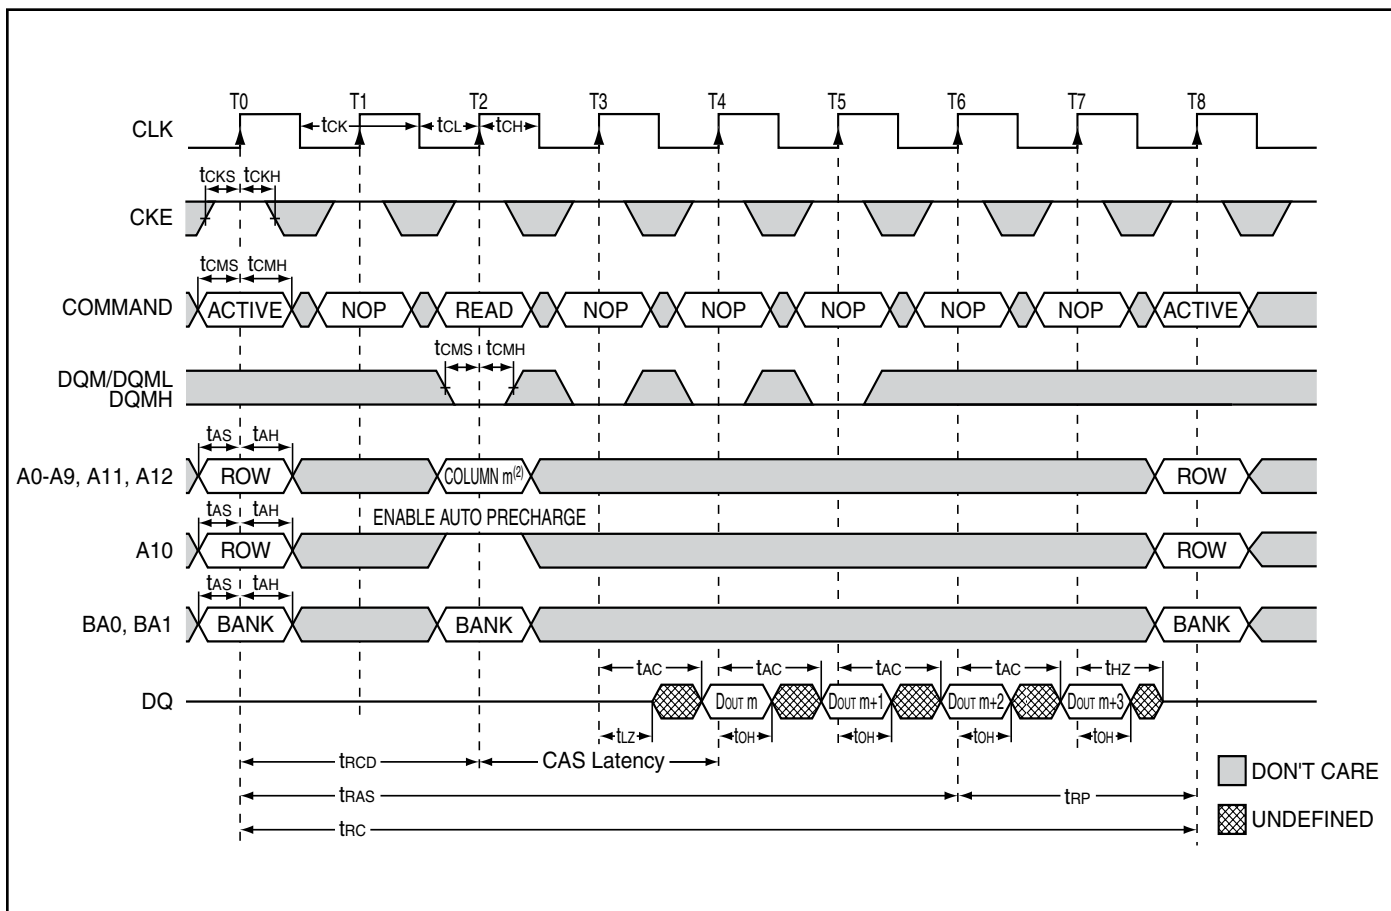 T0 T1 T2 T3 T4 T5 T6 T7 T8
CLK tCK tCL tCH
tCKS tCKH
CKE
tCMS tCMH
COMMAND ACTIVE NOP READ NOP NOP NOP NOP NOP ACTIVE
tCMS tCMH
DQM/DQML
DQMH
tAS tAH
A0-A9, A11, A12 ROW COLUMN m(2) ROW
tAS tAH ENABLE AUTO PRECHARGE
A10 ROW ROW
tAS tAH
BA0, BA1 BANK BANK BANK
tAC tAC tAC tAC tHZ
DQ DOUT m DOUT m+1 DOUT m+2 DOUT m+3
tLZ tOH tOH tOH tOH
tRCD CAS Latency
DON'T CARE
tRAS tRP
UNDEFINED
tRC